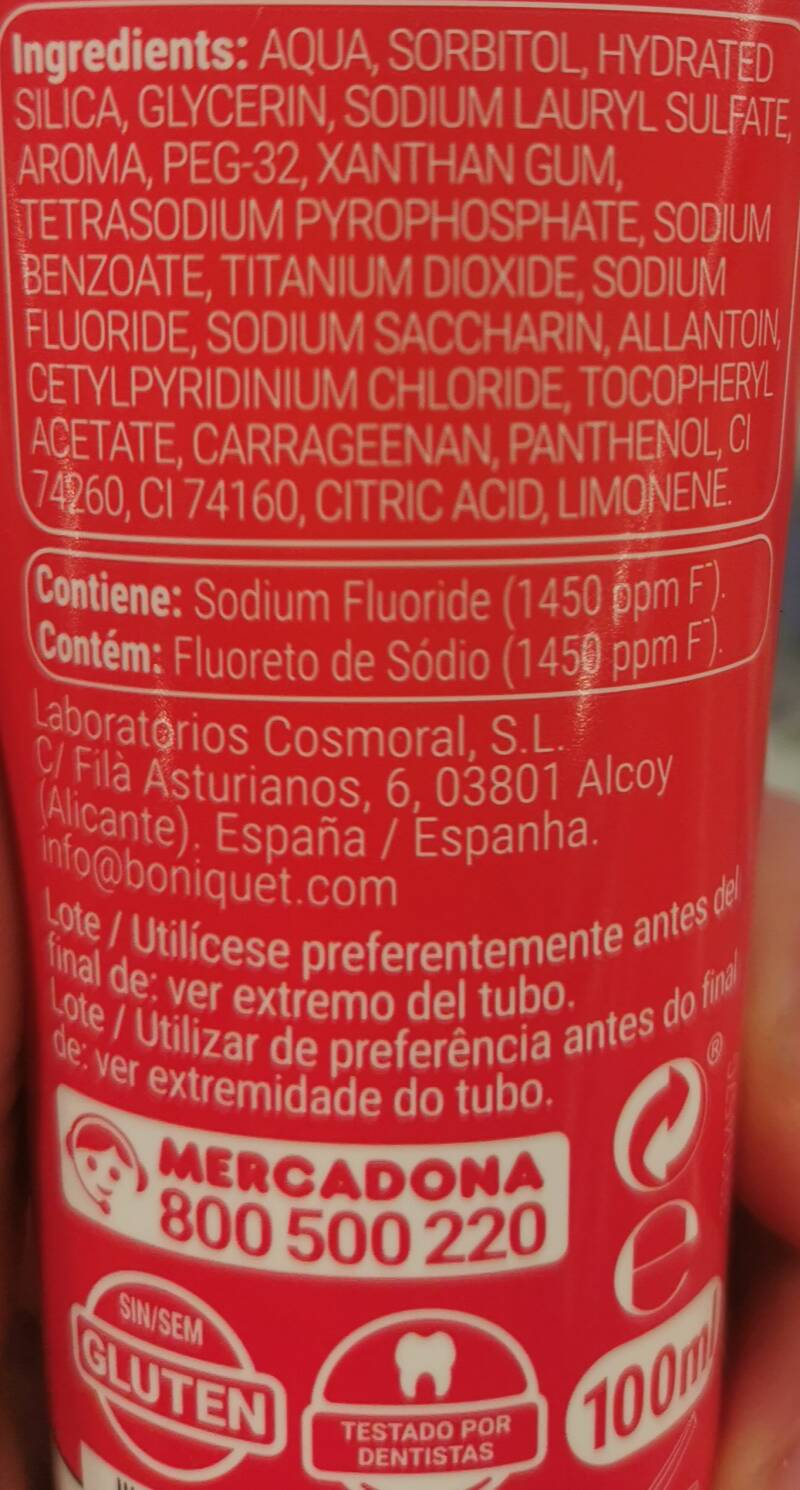 Ingredients: AQUA, SORBITOL, HYDRATED
SILICA, GLYCERIN, SODIUM LAURYL SULFATE,
AROMA, PEG-32, XANTHAN GUM,
TETRASODIUM PYROPHOSPHATE, SODIUM
BENZOATE, TITANIUM DIOXIDE, SODIUM
FLUORIDE, SODIUM SACCHARIN, ALLANTOIN,
CETYLPYRIDINIUM CHLORIDE, TOCOPHERYL
ACETATE, CARRAGEENAN, PANTHENOL, CI
74260, CI 74160, CITRIC ACID, LIMONENE.
Contiene: Sodium Fluoride (1450 ppm F⁻).
Contém: Fluoreto de Sódio (1450 ppm F⁻).
Laboratorios Cosmoral, S.L.
C/ Filà Asturianos, 6, 03801 Alcoy
(Alicante). España / Espanha.
info@boniquet.com
Lote / Utilícese preferentemente antes del
final de: ver extremo del tubo.
Lote / Utilizar de preferência antes do final
de: ver extremidade do tubo.
MERCADONA
800 500 220
®
e
100ml
SIN/SEM
GLUTEN
TESTADO POR
DENTISTAS